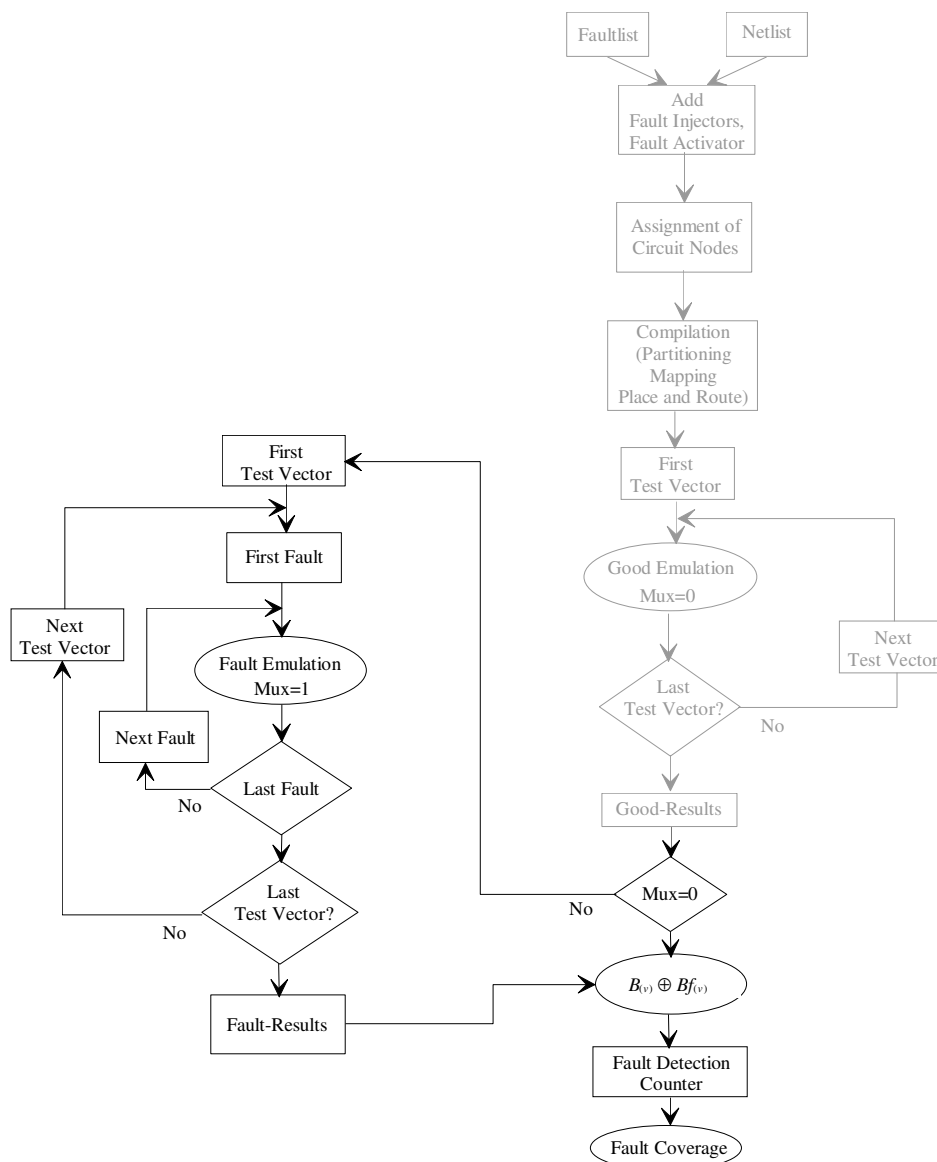 Faultlist
Netlist
Add
Fault Injectors,
Fault Activator
Assignment of
Circuit Nodes
Compilation
(Partitioning
Mapping
Place and Route)
First
Test Vector
Good Emulation
Mux=0
Next
Test Vector
Last
Test Vector?
No
Good-Results
Mux=0
No
First
Test Vector
First Fault
Next
Test Vector
Fault Emulation
Mux=1
Next Fault
Last Fault
No
Last
Test Vector?
No
Fault-Results
B(v) ⊕ Bf(v)
Fault Detection
Counter
Fault Coverage